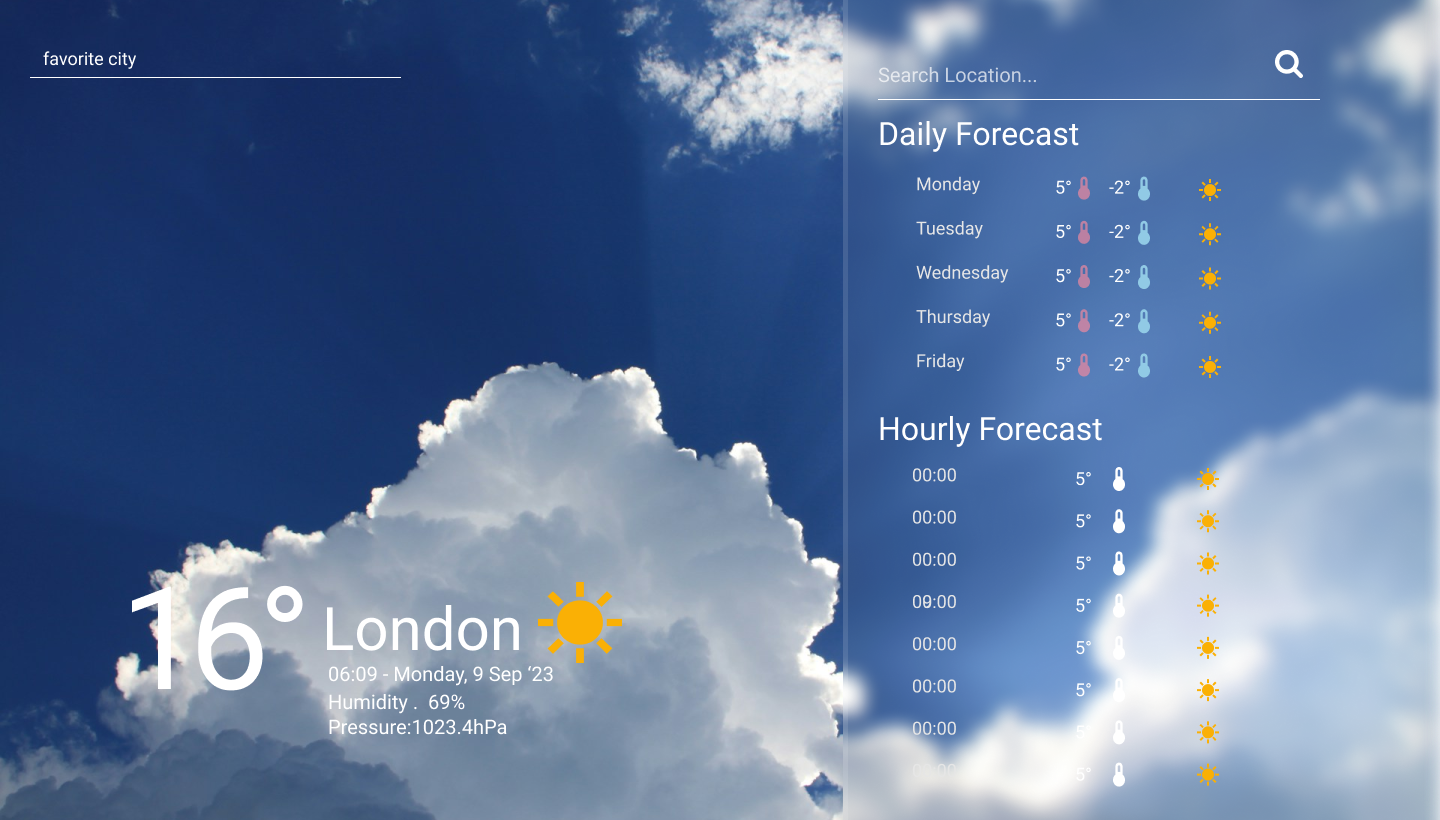 favorite city
16° London
06:09 - Monday, 9 Sep ‘23
Humidity . 69%
Pressure:1023.4hPa
Search Location...
Daily Forecast
Monday 5° -2°
Tuesday 5° -2°
Wednesday 5° -2°
Thursday 5° -2°
Friday 5° -2°
Hourly Forecast
00:00 5°
00:00 5°
00:00 5°
5°
00:00 5°
00:00 5°
00:00 5°
00:00 5°